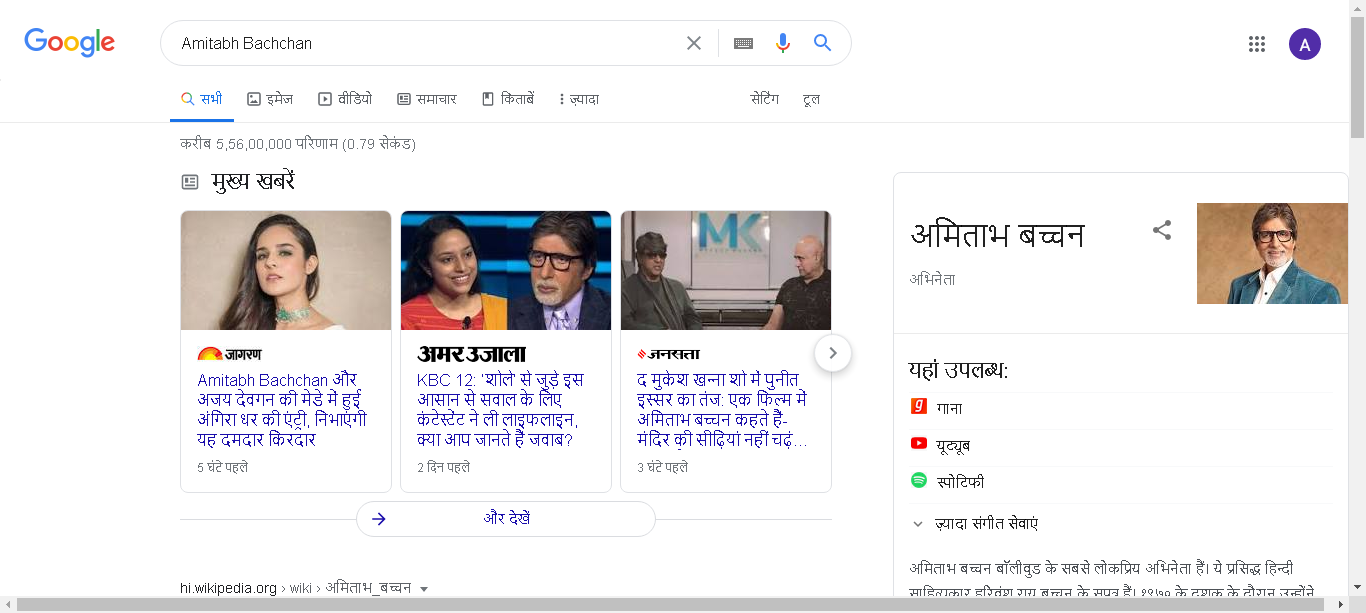 Google
Amitabh Bachchan
A
सभी इमेज वीडियो समाचार किताबें ज़्यादा सेटिंग टूल
करीब 5,56,00,000 परिणाम (0.79 सेकंड)
मुख्य खबरें
जागरण
Amitabh Bachchan और
अजय देवगन की मेडे में हुई
अंगिरा धर की एंट्री, निभाएंगी
यह दमदार किरदार
5 घंटे पहले
अमर उजाला
KBC 12: 'शोले' से जुड़े इस
आसान से सवाल के लिए
कंटेस्टेंट ने ली लाइफलाइन,
क्या आप जानते हैं जवाब?
2 दिन पहले
MK
जनसत्ता
द मुकेश खन्ना शो में पुनीत
इस्सर का तंज: एक फिल्म में
अमिताभ बच्चन कहते हैं-
मंदिर की सीढ़ियां नहीं चढ़ं...
3 घंटे पहले
और देखें
hi.wikipedia.org › wiki › अमिताभ_बच्चन
अमिताभ बच्चन
अभिनेता
यहां उपलब्ध:
गाना
यूट्यूब
स्पोटिफी
ज़्यादा संगीत सेवाएं
अमिताभ बच्चन बॉलीवुड के सबसे लोकप्रिय अभिनेता हैं। ये प्रसिद्ध हिन्दी
साहित्यकार हरिवंश राय बच्चन के सुपुत्र हैं। १९७० के दशक के दौरान उन्होंने